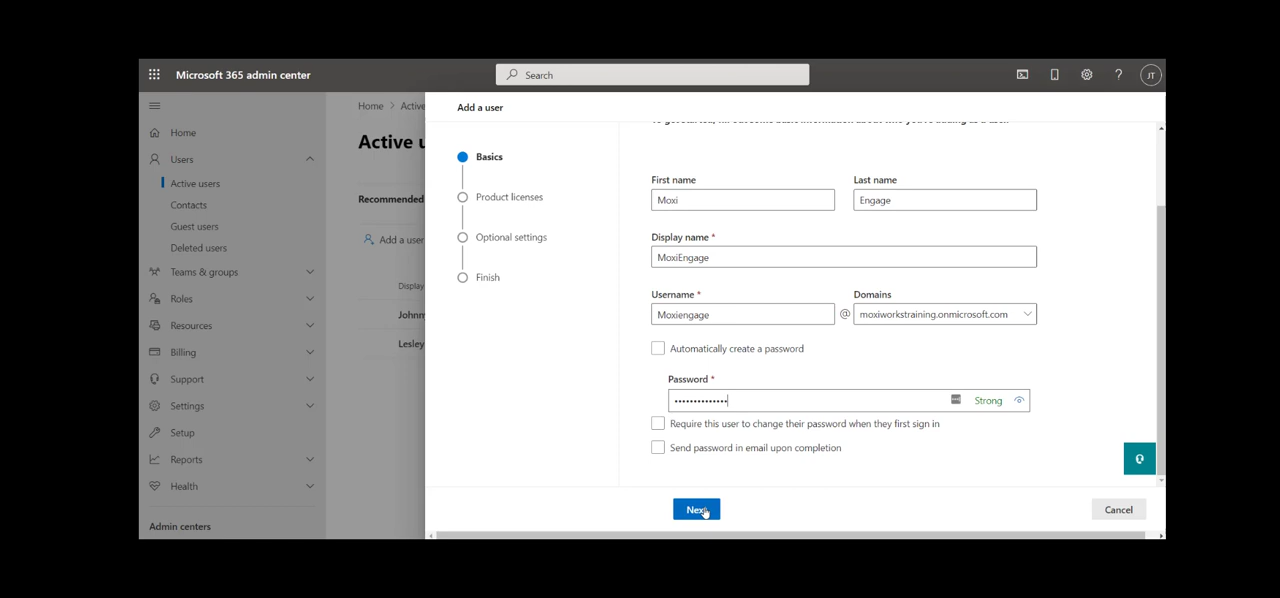 Microsoft 365 admin center
Search
JT
Home
Users
Active users
Contacts
Guest users
Deleted users
Teams & groups
Roles
Resources
Billing
Support
Settings
Setup
Reports
Health
Admin centers
Home > Active
Active u
Recommended
Add a user
Display
Johnn
Lesley
Add a user
Basics
Product licenses
Optional settings
Finish
First name
Last name
Moxi
Engage
Display name *
MoxiEngage
Username *
Domains
Moxiengage
@
moxiworkstraining.onmicrosoft.com
Automatically create a password
Password *
••••••••••••••
Strong
Require this user to change their password when they first sign in
Send password in email upon completion
Next
Cancel